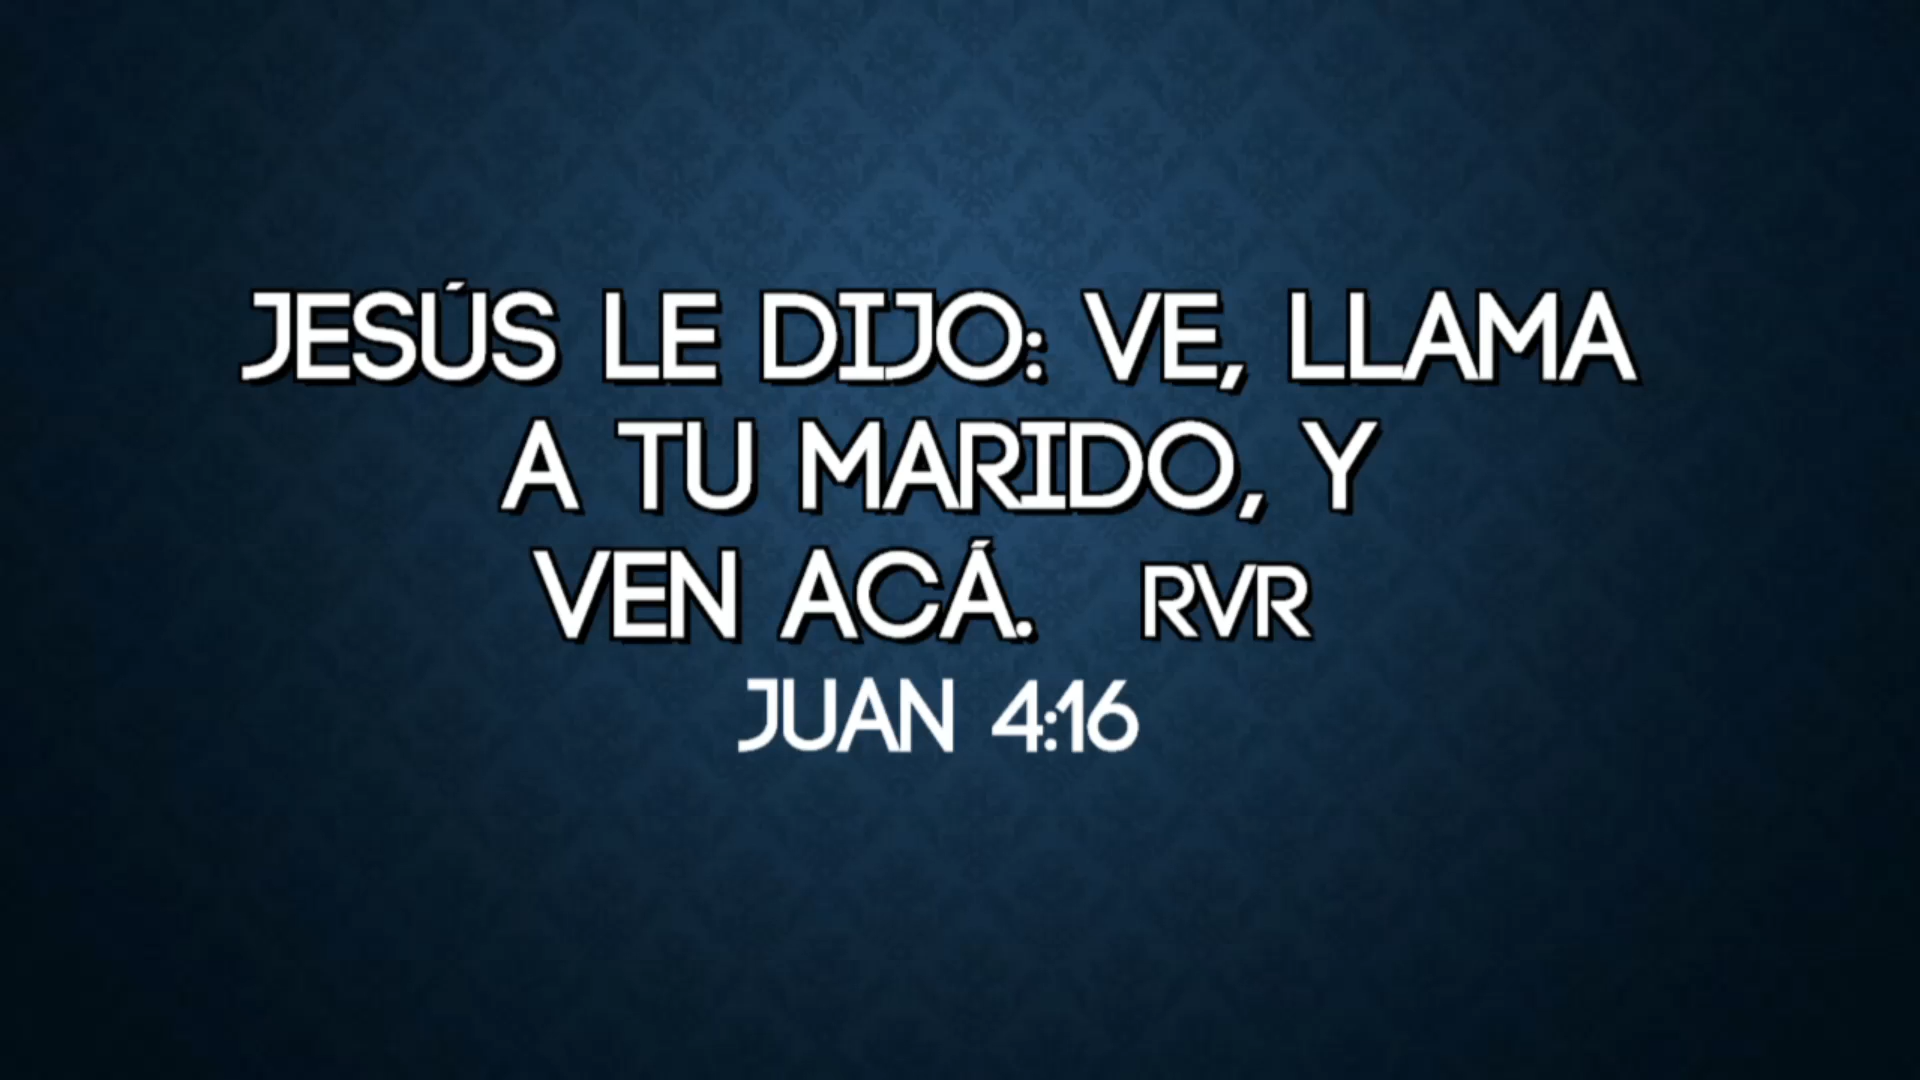 JESÚS LE DIJO: VE, LLAMA
A TU MARIDO, Y
VEN ACÁ. RVR
JUAN 4:16